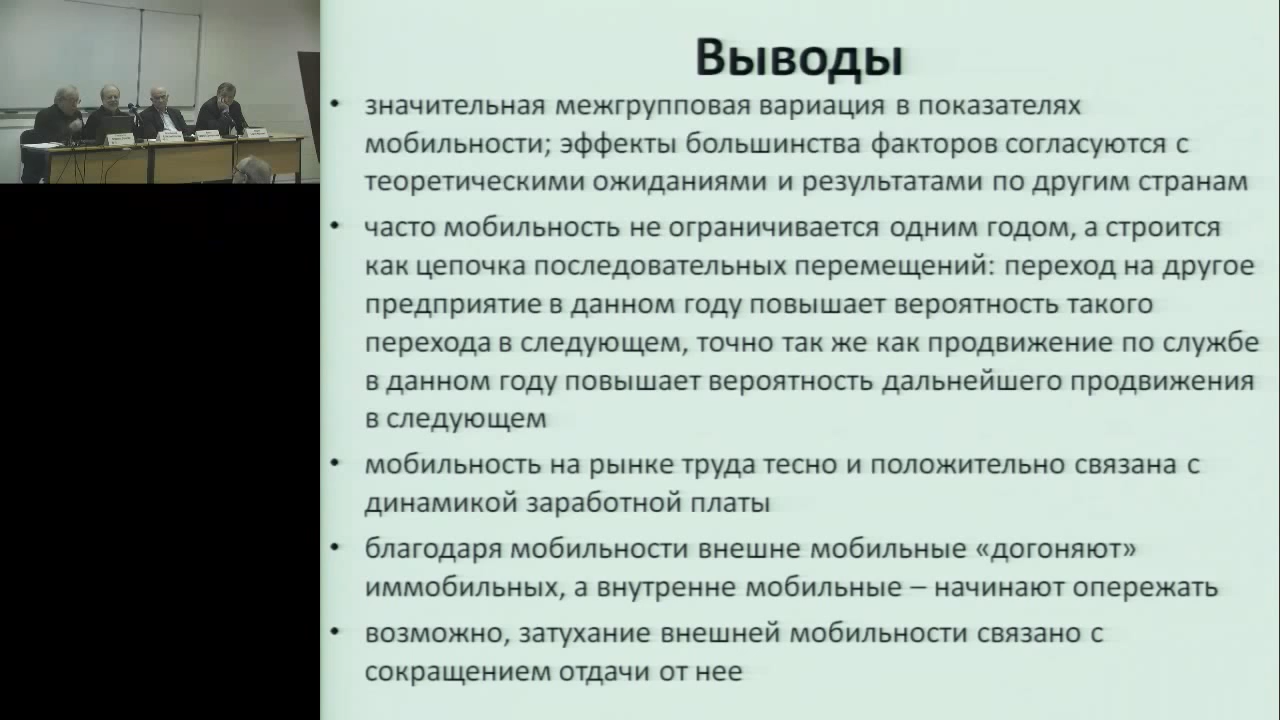 Выводы
• значительная межгрупповая вариация в показателях
мобильности; эффекты большинства факторов согласуются с
теоретическими ожиданиями и результатами по другим странам
• часто мобильность не ограничивается одним годом, а строится
как цепочка последовательных перемещений: переход на другое
предприятие в данном году повышает вероятность такого
перехода в следующем, точно так же как продвижение по службе
в данном году повышает вероятность дальнейшего продвижения
в следующем
• мобильность на рынке труда тесно и положительно связана с
динамикой заработной платы
• благодаря мобильности внешне мобильные «догоняют»
иммобильных, а внутренне мобильные – начинают опережать
• возможно, затухание внешней мобильности связано с
сокращением отдачи от нее